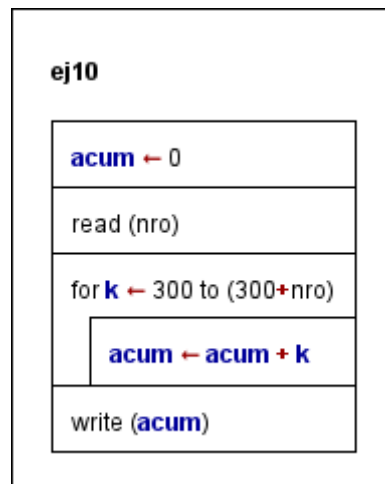 ej10
acum ← 0
read (nro)
for k ← 300 to (300+nro)
acum ← acum + k
write (acum)